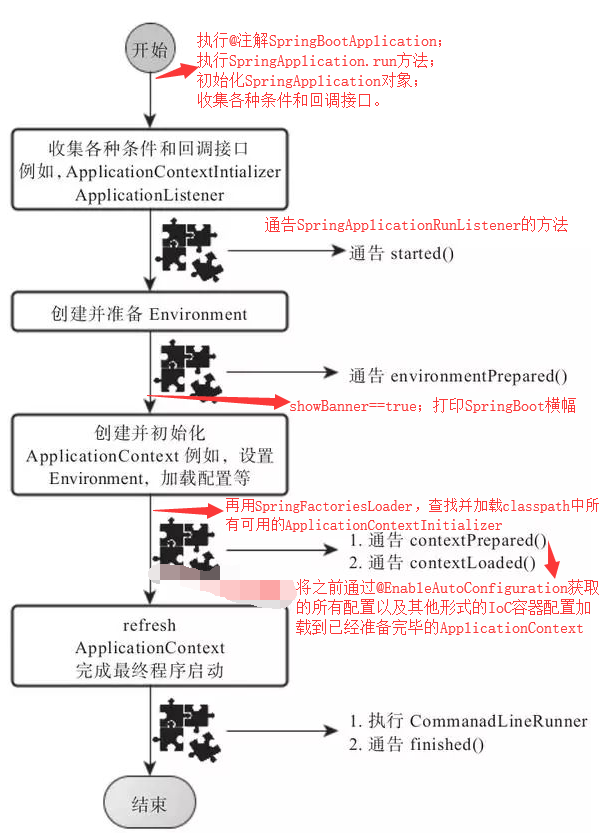 开始
执行@注解SpringBootApplication;
执行SpringApplication.run方法;
初始化SpringApplication对象;
收集各种条件和回调接口。
收集各种条件和回调接口
例如, ApplicationContextIntializer
ApplicationListener
通告SpringApplicationRunListener的方法
通告 started()
创建并准备 Environment
通告 environmentPrepared()
showBanner==true; 打印SpringBoot横幅
创建并初始化
ApplicationContext 例如, 设置
Environment, 加载配置等
再用SpringFactoriesLoader, 查找并加载classpath中所
有可用的ApplicationContextInitializer
1. 通告 contextPrepared()
2. 通告 contextLoaded()
将之前通过@EnableAutoConfiguration获取
的所有配置以及其他形式的IoC容器配置加
载到已经准备完毕的ApplicationContext
refresh
ApplicationContext
完成最终程序启动
1. 执行 CommanadLineRunner
2. 通告 finished()
结束